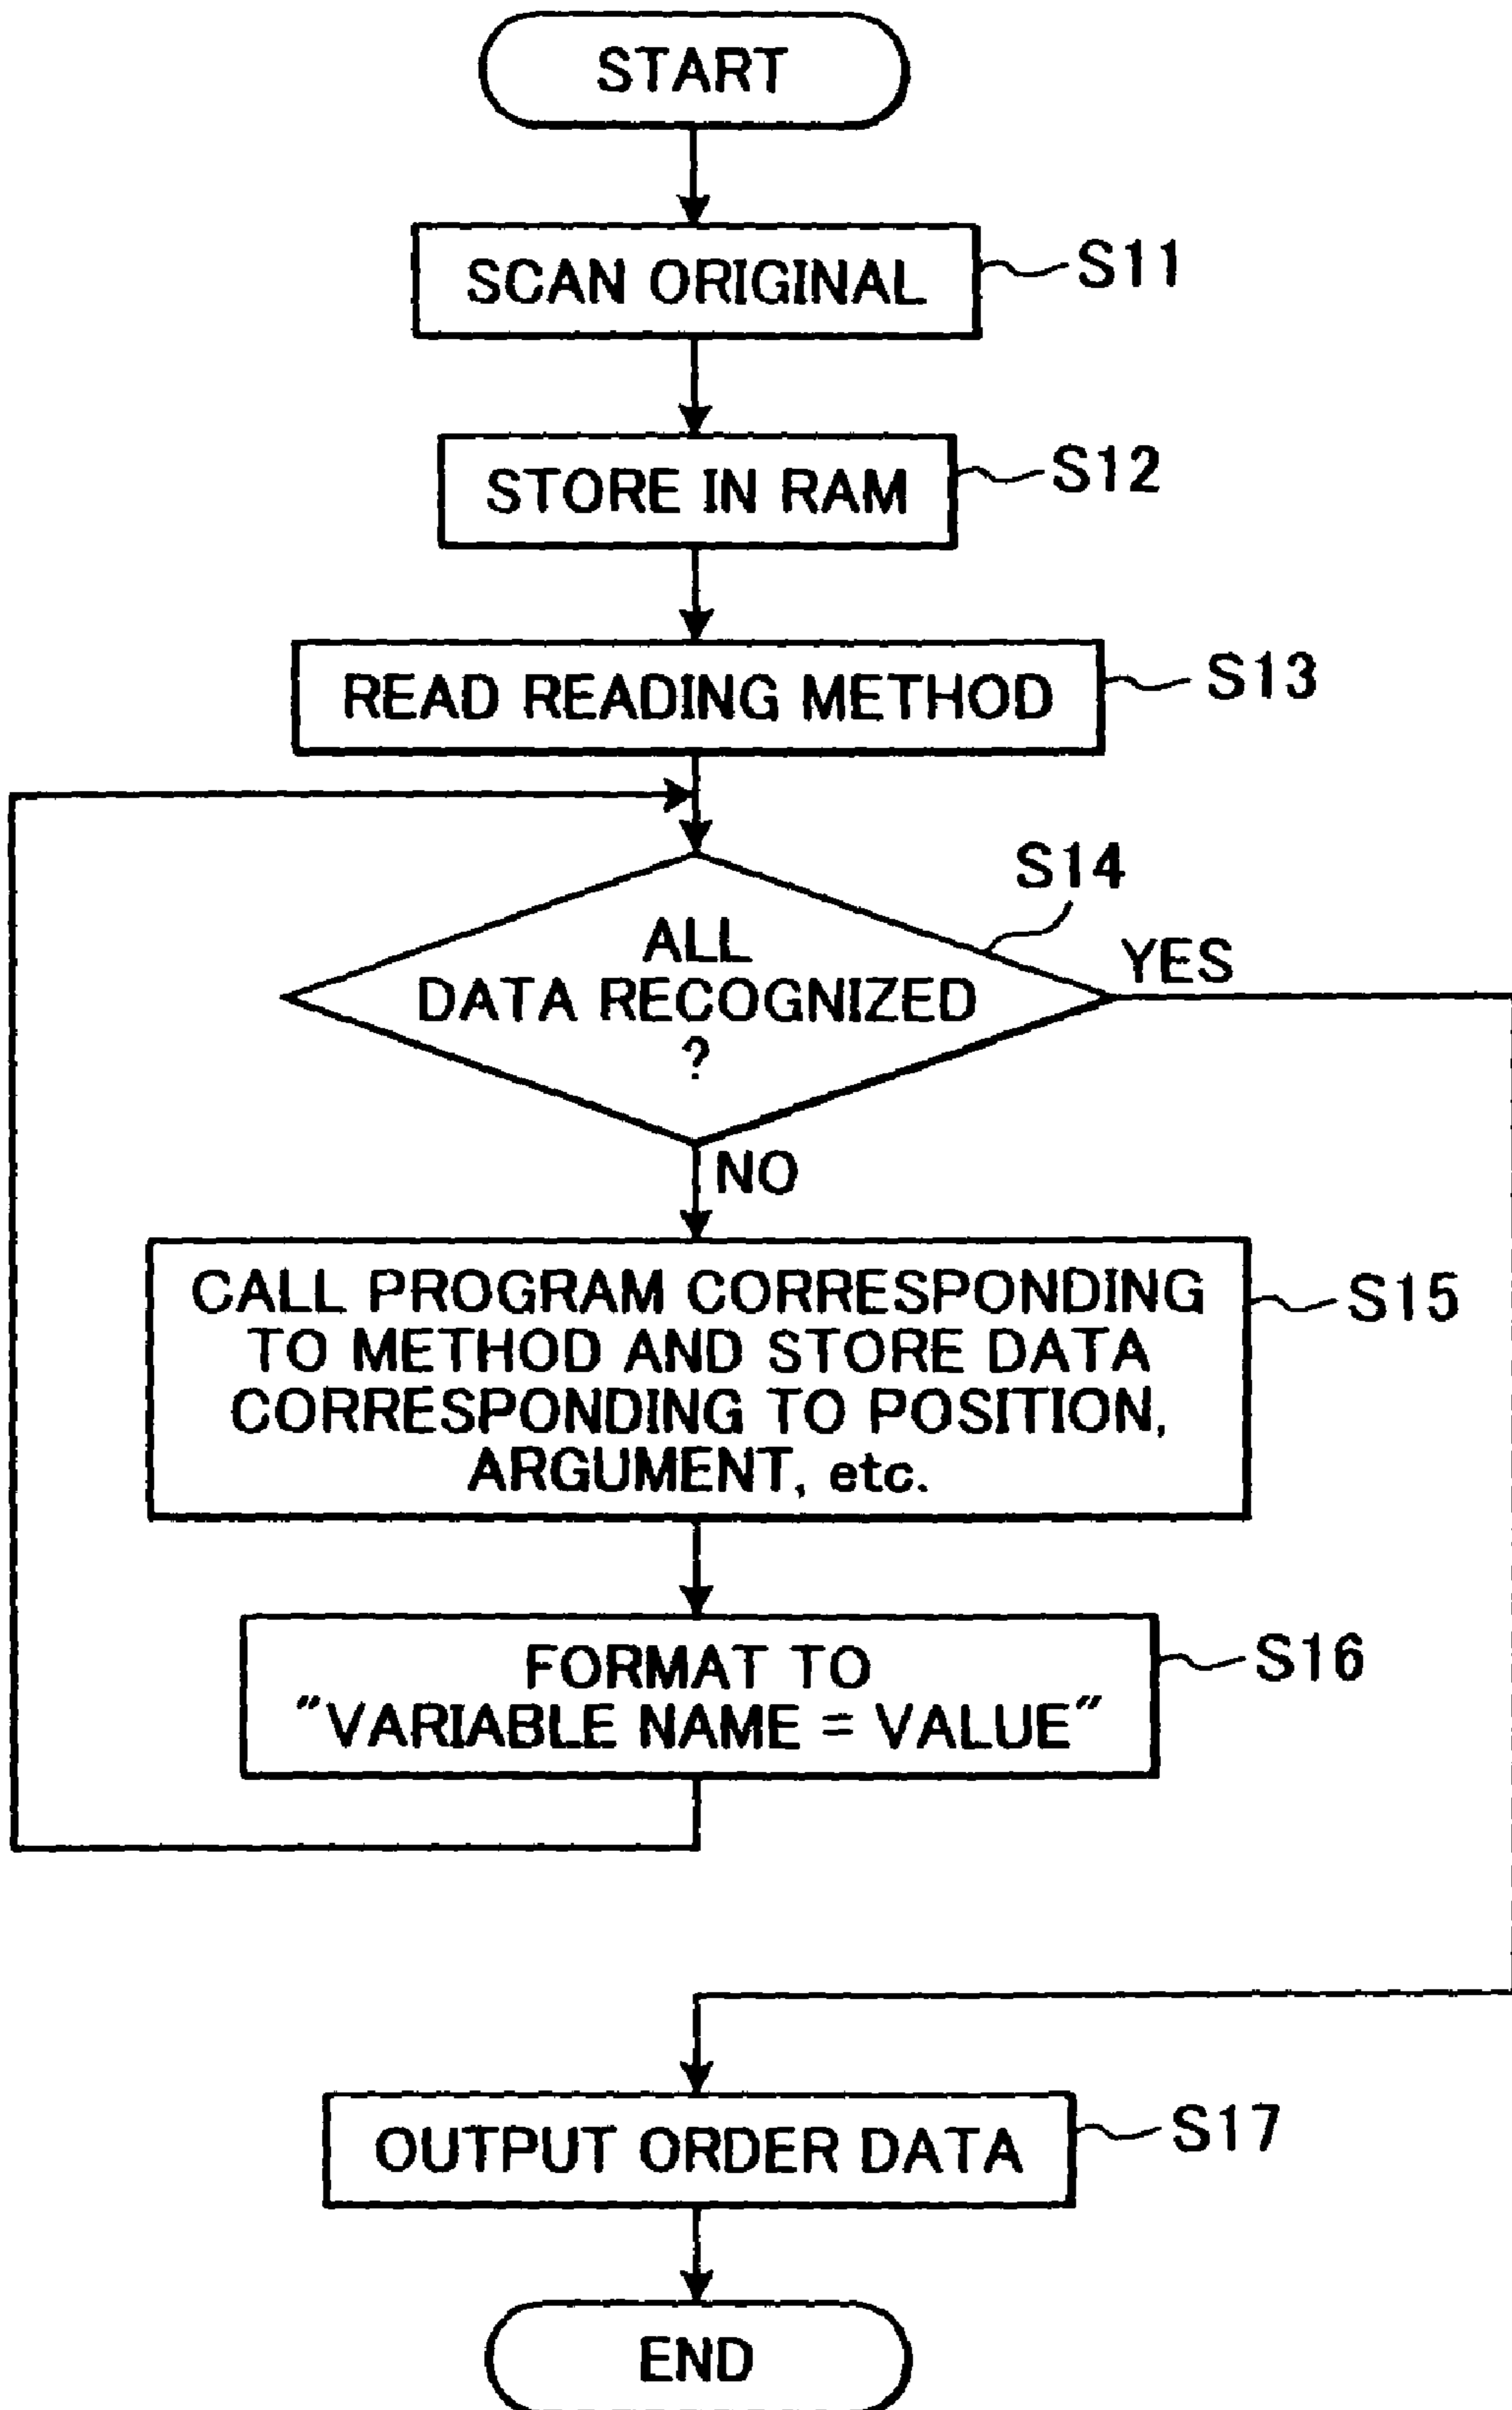 START
SCAN ORIGINAL
S11
STORE IN RAM
S12
READ READING METHOD
S13
S14
ALL
DATA RECOGNIZED
?
YES
NO
CALL PROGRAM CORRESPONDING
TO METHOD AND STORE DATA
CORRESPONDING TO POSITION,
ARGUMENT, etc.
S15
FORMAT TO
"VARIABLE NAME = VALUE"
S16
OUTPUT ORDER DATA
S17
END